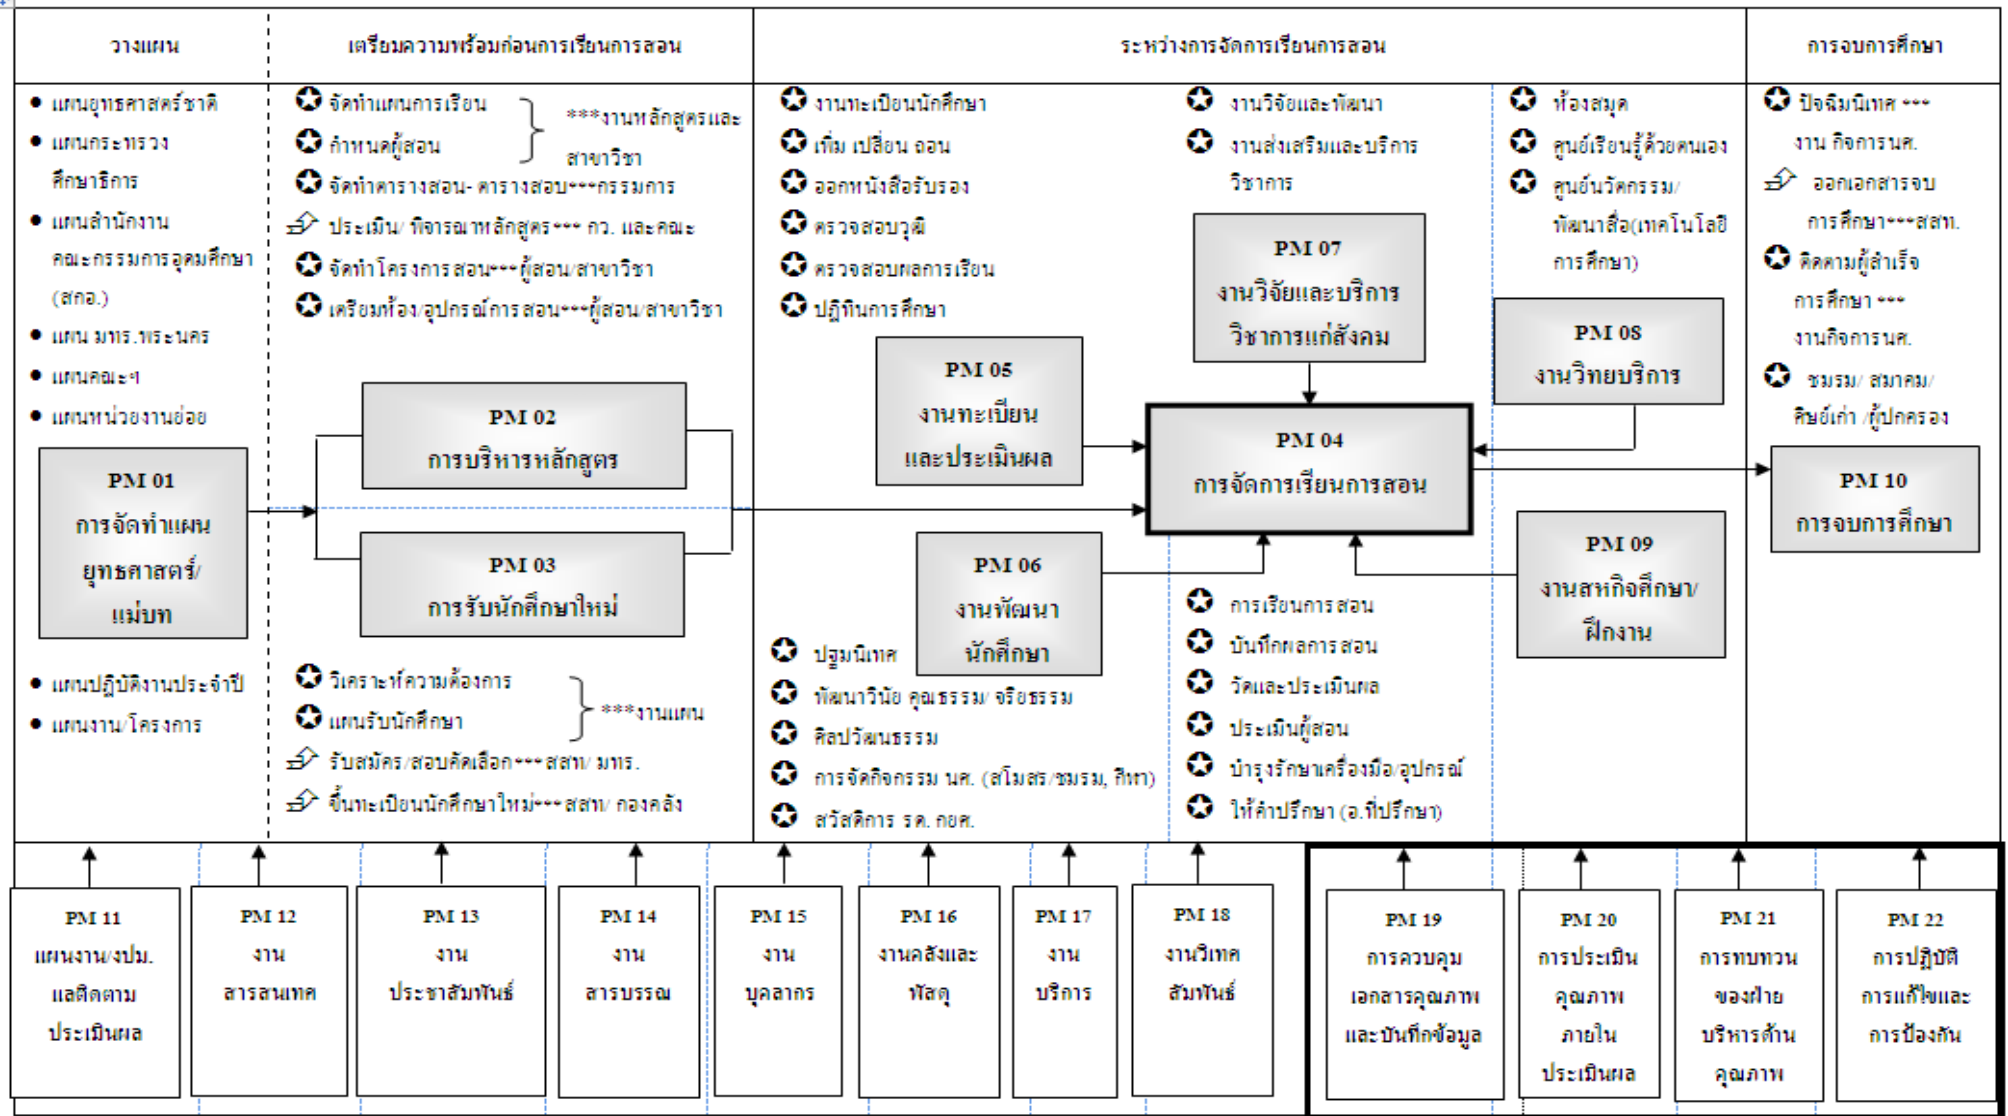 วางแผน
เตรียมความพร้อมก่อนการเรียนการสอน
ระหว่างการจัดการเรียนการสอน
การจบการศึกษา
แผนยุทธศาสตร์ชาติ
แผนกระทรวง
ศึกษาธิการ
แผนสำนักงาน
คณะกรรมการอุดมศึกษา
(สกอ.)
แผน มทร.พระนคร
แผนคณะฯ
แผนหน่วยงานย่อย
PM 01
การจัดทำแผน
ยุทธศาสตร์/
แม่บท
แผนปฏิบัติงานประจำปี
แผนงาน/โครงการ
จัดทำแผนการเรียน
กำหนดผู้สอน
***งานหลักสูตรและ
สาขาวิชา
จัดทำตารางสอน- ตารางสอบ***กรรมการ
ประเมิน/ พิจารณาหลักสูตร*** กว. และคณะ
จัดทำโครงการสอน***ผู้สอน/สาขาวิชา
เตรียมห้อง/อุปกรณ์การสอน***ผู้สอน/สาขาวิชา
PM 02
การบริหารหลักสูตร
PM 03
การรับนักศึกษาใหม่
วิเคราะห์ความต้องการ
แผนรับนักศึกษา
***งานแผน
รับสมัคร/สอบคัดเลือก***สสท/ มทร.
ขึ้นทะเบียนนักศึกษาใหม่***สสท/ กองคลัง
งานทะเบียนนักศึกษา
เพิ่ม เปลี่ยน ถอน
ออกหนังสือรับรอง
ตรวจสอบวุฒิ
ตรวจสอบผลการเรียน
ปฏิทินการศึกษา
PM 05
งานทะเบียน
และประเมินผล
PM 06
งานพัฒนา
นักศึกษา
ปฐมนิเทศ
พัฒนาวินัย คุณธรรม/ จริยธรรม
ศิลปวัฒนธรรม
การจัดกิจกรรม นศ. (สโมสร/ชมรม, กีฬา)
สวัสดิการ รด. กยศ.
งานวิจัยและพัฒนา
งานส่งเสริมและบริการ
วิชาการ
PM 07
งานวิจัยและบริการ
วิชาการแก่สังคม
PM 04
การจัดการเรียนการสอน
การเรียนการสอน
บันทึกผลการสอน
วัดและประเมินผล
ประเมินผู้สอน
บำรุงรักษาเครื่องมือ/อุปกรณ์
ให้คำปรึกษา (อ.ที่ปรึกษา)
ห้องสมุด
ศูนย์เรียนรู้ด้วยตนเอง
ศูนย์นวัตกรรม/
พัฒนาสื่อ(เทคโนโลยี
การศึกษา)
PM 08
งานวิทยบริการ
PM 09
งานสหกิจศึกษา/
ฝึกงาน
ปัจฉิมนิเทศ ***
งาน กิจการนศ.
ออกเอกสารจบ
การศึกษา***สสท.
ติดตามผู้สำเร็จ
การศึกษา ***
งานกิจการนศ.
ชมรม/ สมาคม/
ศิษย์เก่า /ผู้ปกครอง
PM 10
การจบการศึกษา
PM 11
แผนงาน/งปม.
แลติดตาม
ประเมินผล
PM 12
งาน
สารสนเทศ
PM 13
งาน
ประชาสัมพันธ์
PM 14
งาน
สารบรรณ
PM 15
งาน
บุคลากร
PM 16
งานคลังและ
พัสดุ
PM 17
งาน
บริการ
PM 18
งานวิเทศ
สัมพันธ์
PM 19
การควบคุม
เอกสารคุณภาพ
และบันทึกข้อมูล
PM 20
การประเมิน
คุณภาพ
ภายใน
ประเมินผล
PM 21
การทบทวน
ของฝ่าย
บริหารด้าน
คุณภาพ
PM 22
การปฏิบัติ
การแก้ไขและ
การป้องกัน